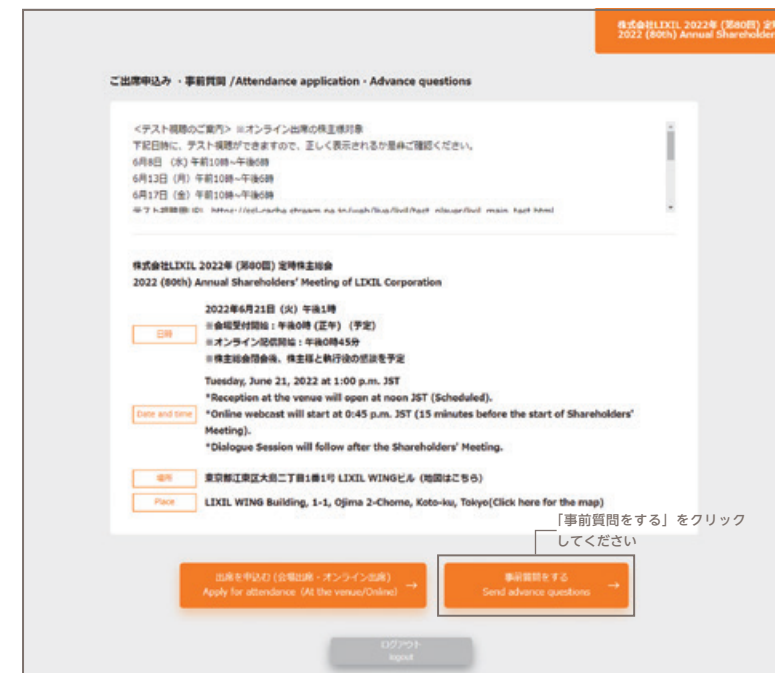 株式会社LIXIL 2022年 (第80回) 定時
2022 (80th) Annual Shareholder
ご出席申込み ・事前質問 /Attendance application・Advance questions
<テスト視聴のご案内> ※オンライン出席の株主様対象
下記日時に、テスト視聴ができますので、正しく表示されるか是非ご確認ください。
6月8日 （水) 午前10時～午後6時
6月13日（月）午前10時～午後6時
6月17日（金）午前10時～午後6時
株式会社LIXIL 2022年 (第80回) 定時株主総会
2022 (80th) Annual Shareholders' Meeting of LIXIL Corporation
日時
2022年6月21日（火）午後1時
※会場受付開始：午後0時 (正午) （予定）
※オンライン配信開始：午後0時45分
※株主総会閉会後、株主様と執行役の懇談を予定
Date and time
Tuesday, June 21, 2022 at 1:00 p.m. JST
*Reception at the venue will open at noon JST (Scheduled).
*Online webcast will start at 0:45 p.m. JST (15 minutes before the start of Shareholders'
Meeting).
*Dialogue Session will follow after the Shareholders' Meeting.
場所
東京都江東区大島二丁目1番1号 LIXIL WINGビル（地図はこちら）
Place
LIXIL WING Building, 1-1, Ojima 2-Chome, Koto-ku, Tokyo(Click here for the map)
「事前質問をする」をクリック
してください
出席を申込む (会場出席・オンライン出席)
Apply for attendance (At the venue/Online)
→
事前質問をする
Send advance questions
→
ログアウト
logout